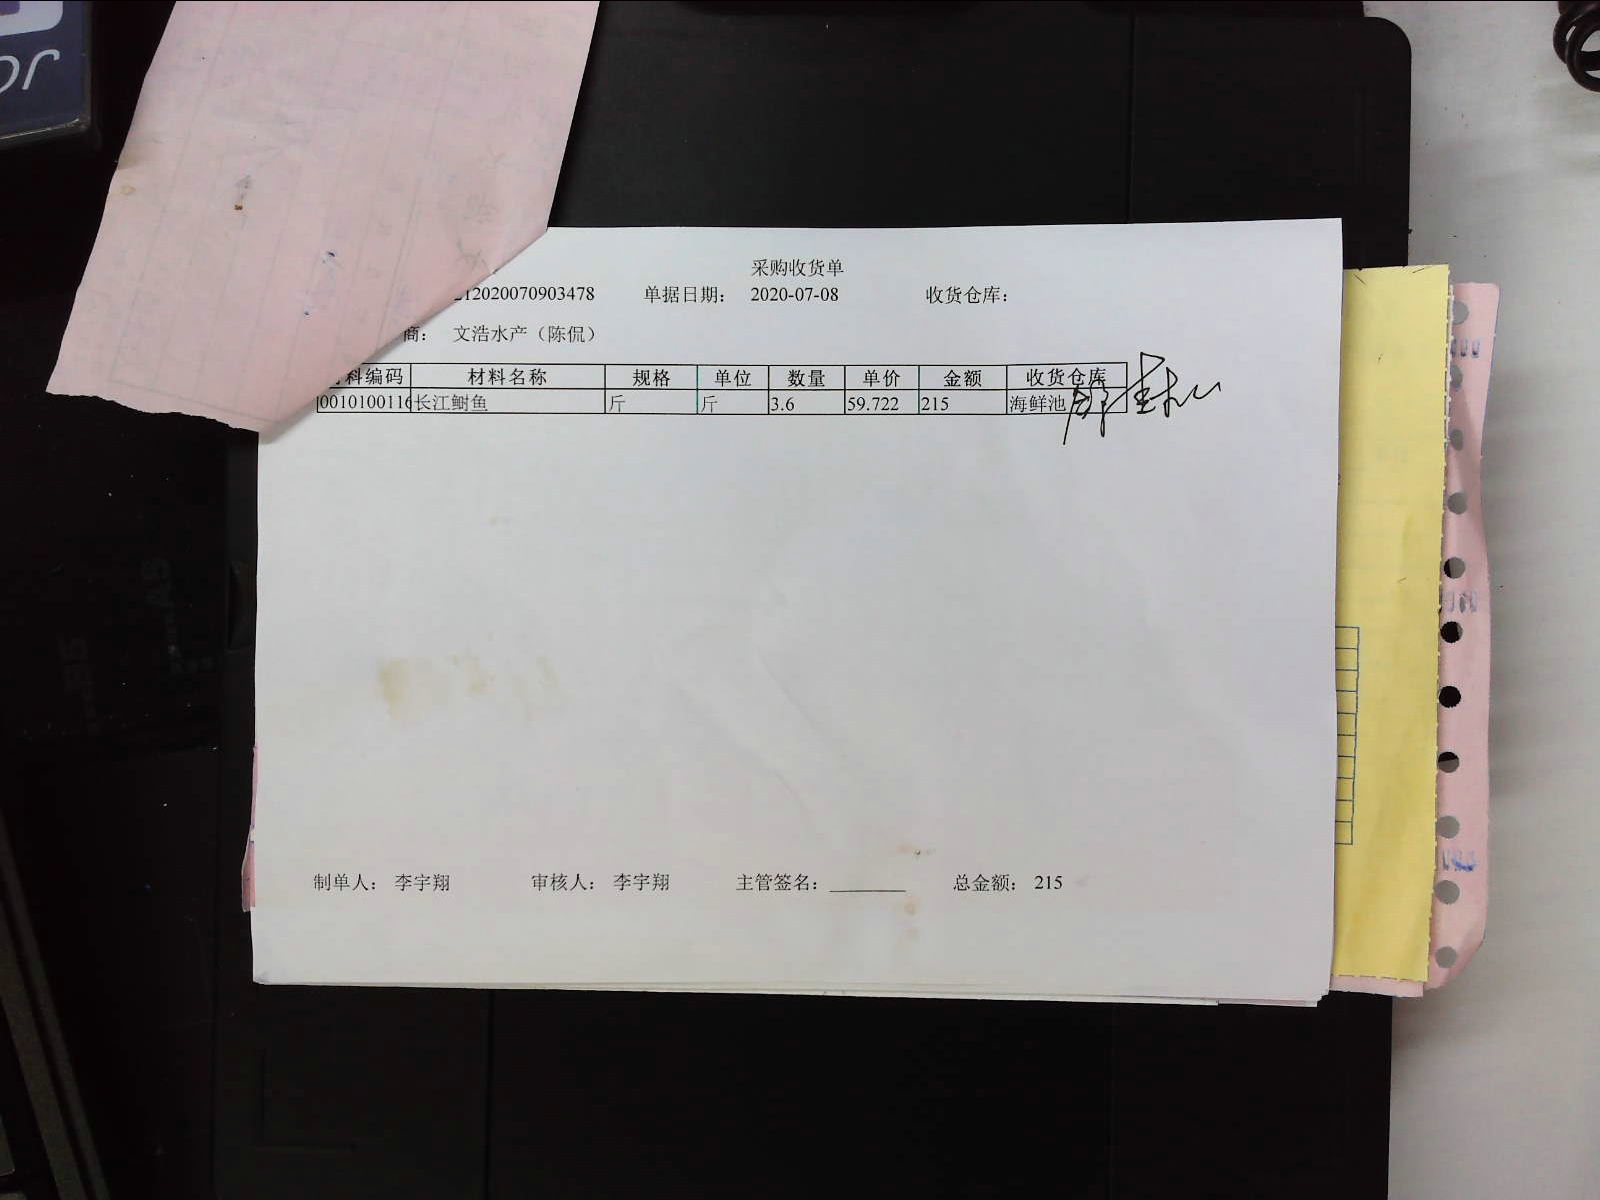 采购收货单
212020070903478 单据日期： 2020-07-08 收货仓库：
商： 文浩水产（陈侃）
料编码 材料名称 规格 单位 数量 单价 金额 收货仓库
0010100116 长江鲥鱼 斤 斤 3.6 59.722 215 海鲜池
制单人： 李宇翔 审核人： 李宇翔 主管签名： 总金额： 215